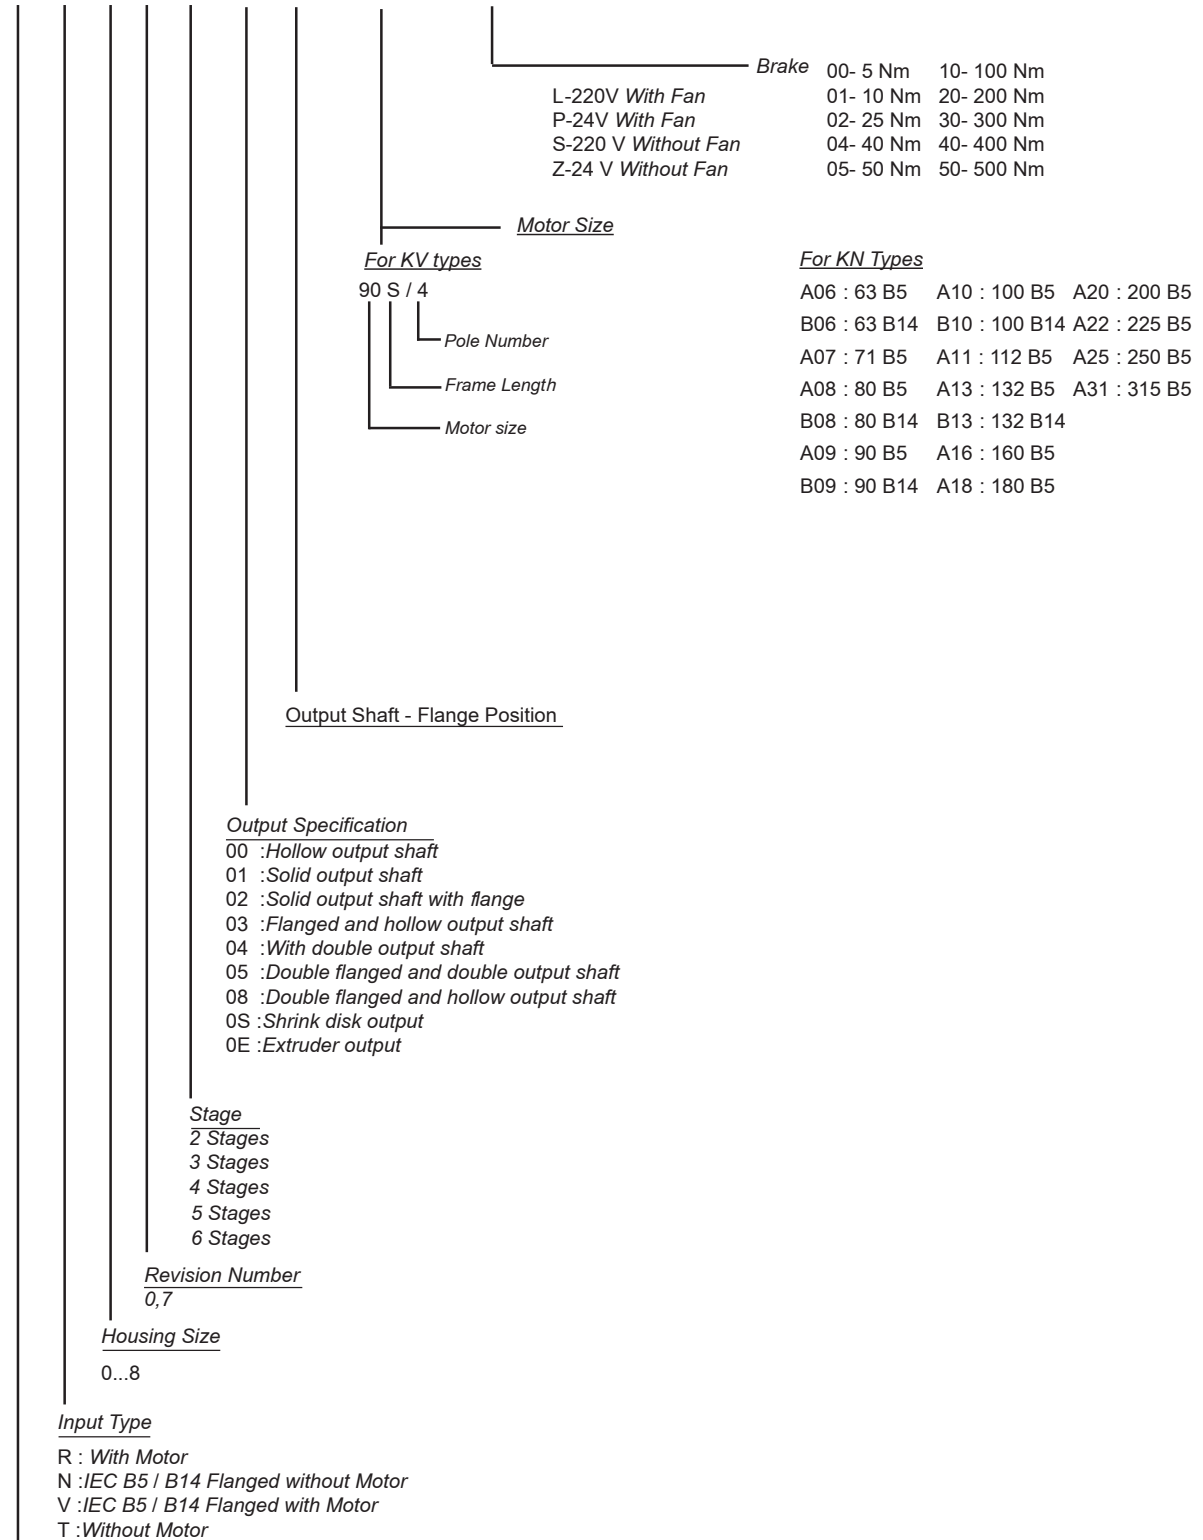 Brake 00- 5 Nm 10- 100 Nm
L-220V With Fan 01- 10 Nm 20- 200 Nm
P-24V With Fan 02- 25 Nm 30- 300 Nm
S-220 V Without Fan 04- 40 Nm 40- 400 Nm
Z-24 V Without Fan 05- 50 Nm 50- 500 Nm
Motor Size
For KV types
90 S / 4
Pole Number
Frame Length
Motor size
For KN Types
A06 : 63 B5 A10 : 100 B5 A20 : 200 B5
B06 : 63 B14 B10 : 100 B14 A22 : 225 B5
A07 : 71 B5 A11 : 112 B5 A25 : 250 B5
A08 : 80 B5 A13 : 132 B5 A31 : 315 B5
B08 : 80 B14 B13 : 132 B14
A09 : 90 B5 A16 : 160 B5
B09 : 90 B14 A18 : 180 B5
Output Shaft - Flange Position
Output Specification
00 :Hollow output shaft
01 :Solid output shaft
02 :Solid output shaft with flange
03 :Flanged and hollow output shaft
04 :With double output shaft
05 :Double flanged and double output shaft
08 :Double flanged and hollow output shaft
0S :Shrink disk output
0E :Extruder output
Stage
2 Stages
3 Stages
4 Stages
5 Stages
6 Stages
Revision Number
0,7
Housing Size
0...8
Input Type
R : With Motor
N :IEC B5 / B14 Flanged without Motor
V :IEC B5 / B14 Flanged with Motor
T :Without Motor